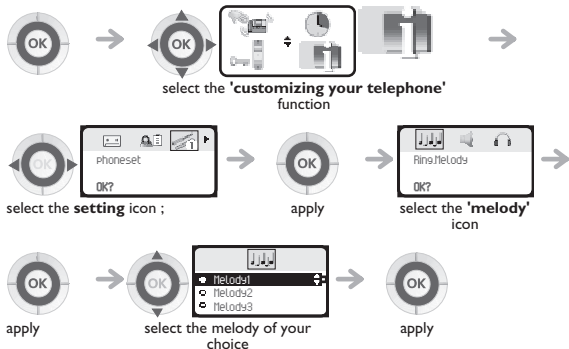 OK
OK
i
i
select the 'customizing your telephone'
function
OK
1
phoneset
OK?
OK
Ring.Melody
OK?
select the setting icon ;
apply
select the 'melody'
icon
OK
OK
Melody1
Melody2
Melody3
OK
apply
select the melody of your
choice
apply